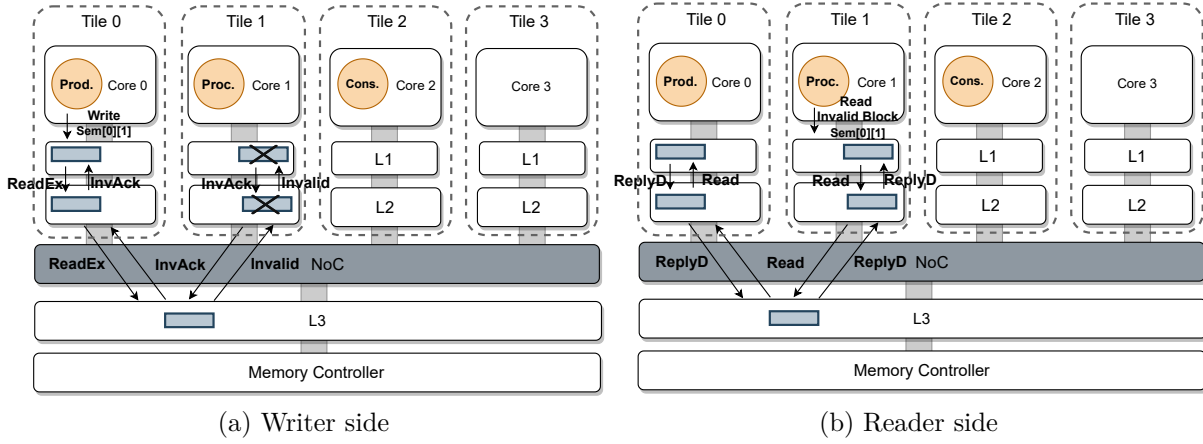 Tile 0
Tile 1
Tile 2
Tile 3
Prod.
Core 0
Proc.
Core 1
Cons.
Core 2
Core 3
Write
Sem[0][1]
L1
L1
ReadEx
InvAck
InvAck
Invalid
L2
L2
ReadEx
InvAck
Invalid
NoC
L3
Memory Controller
(a) Writer side
Tile 0
Tile 1
Tile 2
Tile 3
Prod.
Core 0
Proc.
Core 1
Cons.
Core 2
Core 3
Read
Invalid Block
Sem[0][1]
L1
L1
ReplyD
Read
Read
ReplyD
L2
L2
ReplyD
Read
ReplyD
NoC
L3
Memory Controller
(b) Reader side